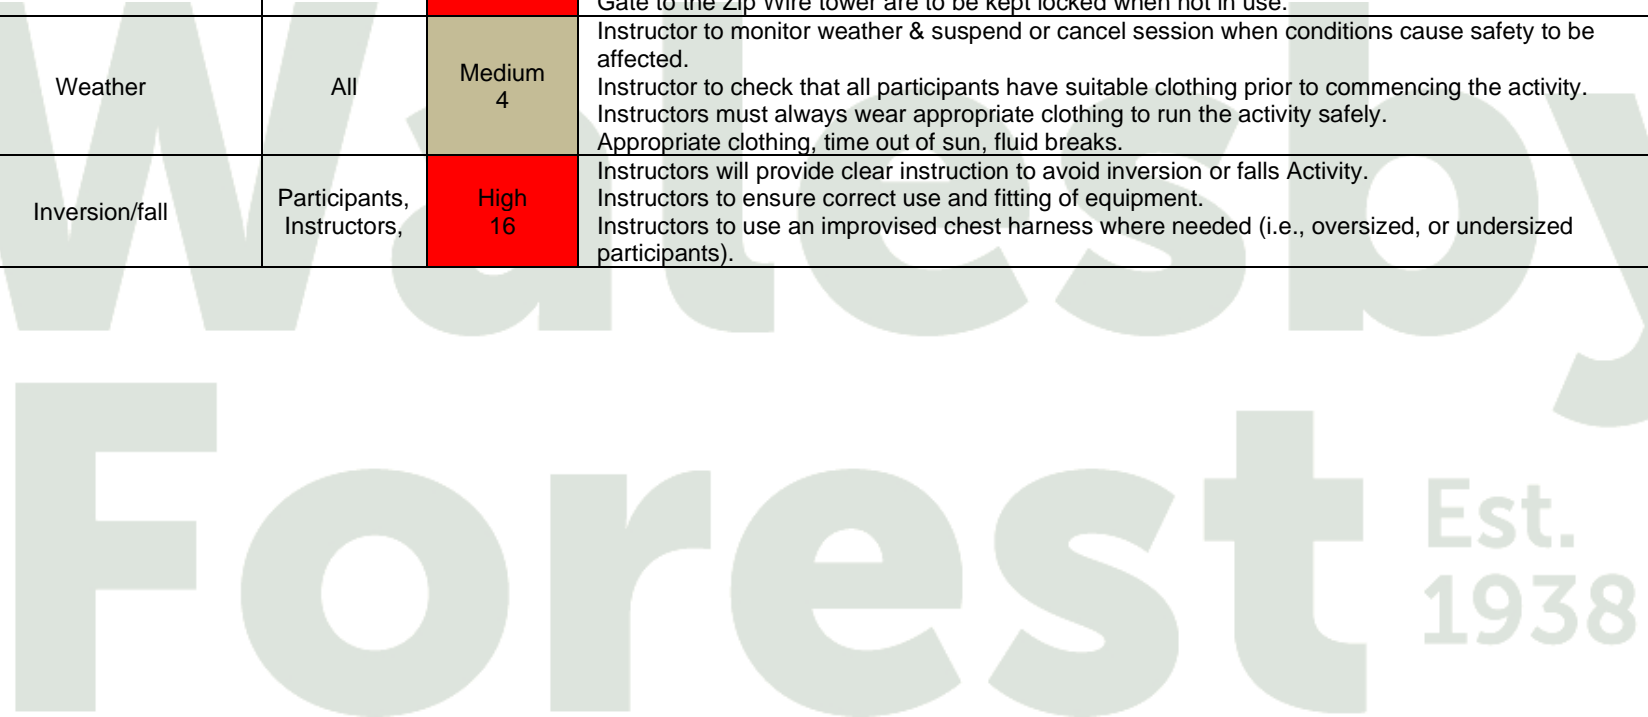 Gate to the Zip Wire tower are to be kept locked when not in use.
Weather
All
Medium
4
Instructor to monitor weather & suspend or cancel session when conditions cause safety to be
affected.
Instructor to check that all participants have suitable clothing prior to commencing the activity.
Instructors must always wear appropriate clothing to run the activity safely.
Appropriate clothing, time out of sun, fluid breaks.
Inversion/fall
Participants,
Instructors,
High
16
Instructors will provide clear instruction to avoid inversion or falls Activity.
Instructors to ensure correct use and fitting of equipment.
Instructors to use an improvised chest harness where needed (i.e., oversized, or undersized
participants).
Walesby
Forest
Est.
1938